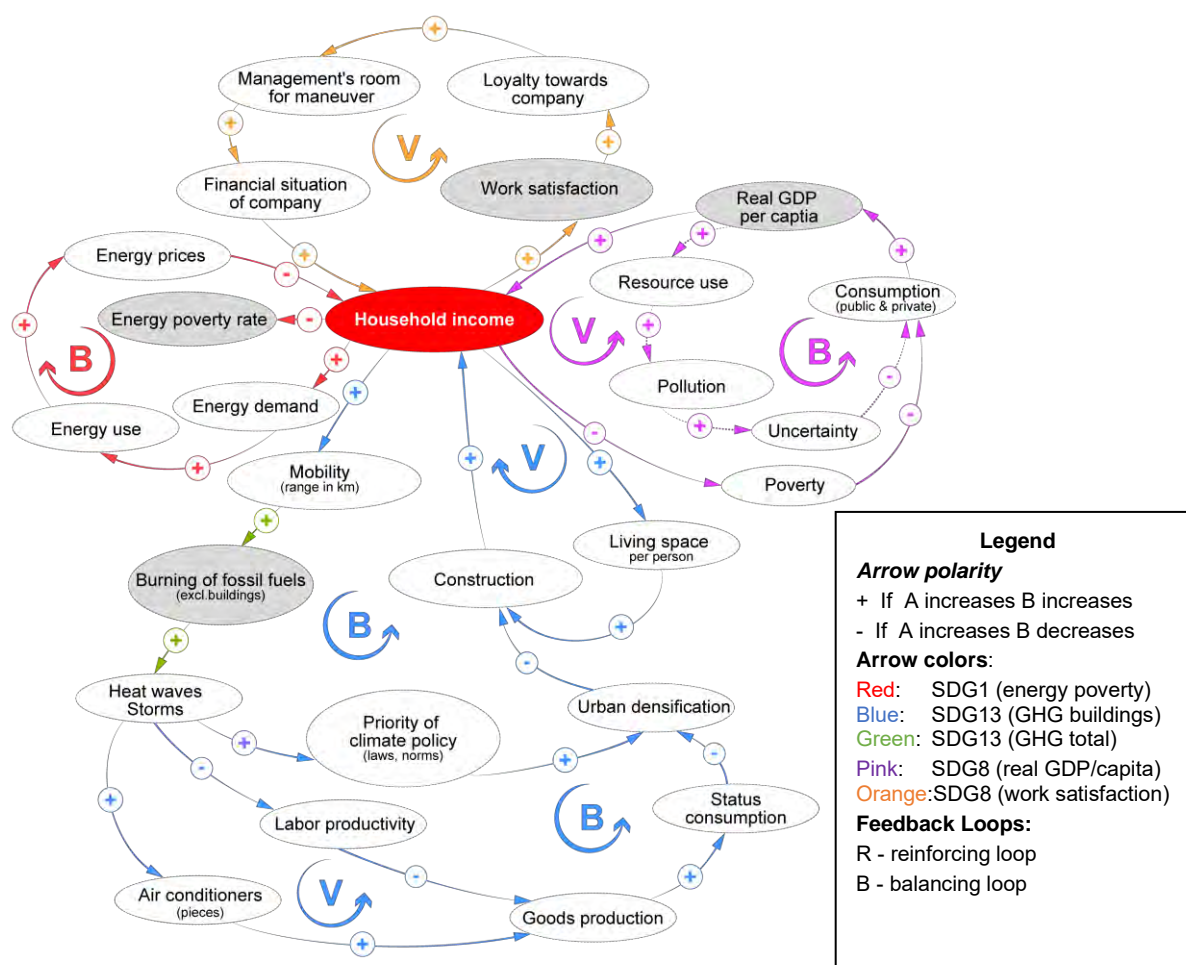 +
Management's room
for maneuver
Loyalty towards
company
+
+
V
Financial situation
of company
Work satisfaction
Real GDP
per captia
+
+
+
+
+
Energy prices
-
Resource use
Consumption
(public & private)
Energy poverty rate
-
Household income
+
B
+
V
+
B
-
-
Pollution
Energy use
Energy demand
+
+
Uncertainty
+
Mobility
(range in km)
+
V
+
-
Poverty
+
Burning of fossil fuels
(excl.buildings)
Construction
Living space
per person
B
+
+
-
Heat waves
Storms
Priority of
climate policy
(laws, norms)
Urban densification
+
-
+
-
+
Labor productivity
B
Status
consumption
Air conditioners
(pieces)
V
-
+
Goods production
+
Legend
Arrow polarity
+ If A increases B increases
- If A increases B decreases
Arrow colors:
Red: SDG1 (energy poverty)
Blue: SDG13 (GHG buildings)
Green: SDG13 (GHG total)
Pink: SDG8 (real GDP/capita)
Orange:SDG8 (work satisfaction)
Feedback Loops:
R - reinforcing loop
B - balancing loop